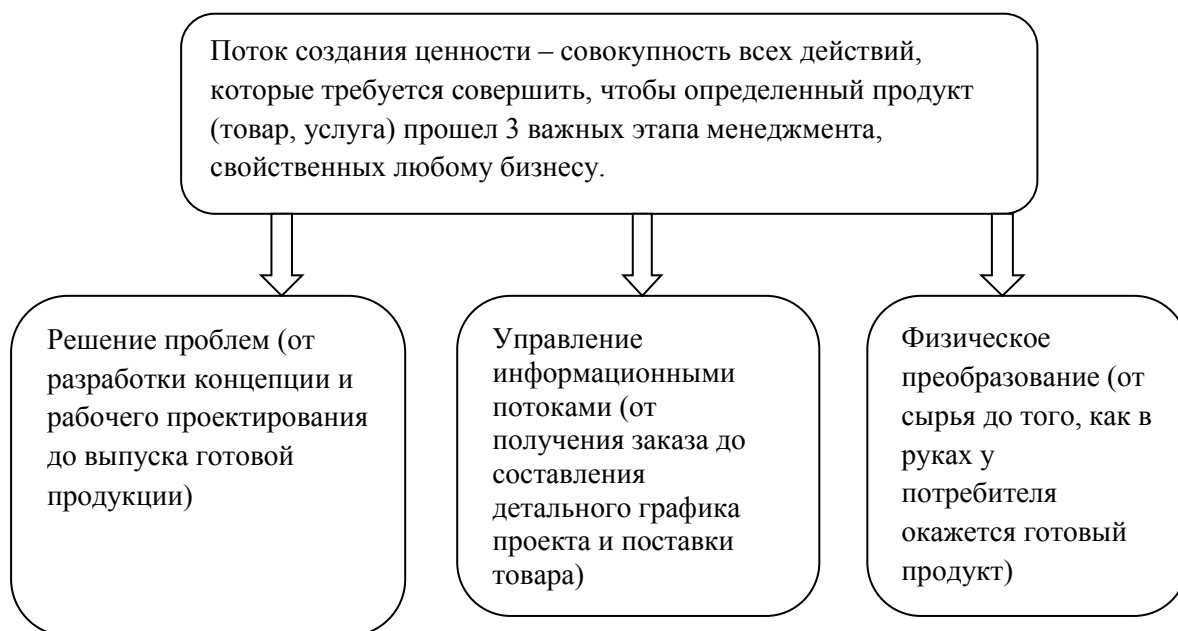 Поток создания ценности – совокупность всех действий,
которые требуется совершить, чтобы определенный продукт
(товар, услуга) прошел 3 важных этапа менеджмента,
свойственных любому бизнесу.
Решение проблем (от
разработки концепции и
рабочего проектирования
до выпуска готовой
продукции)
Управление
информационными
потоками (от
получения заказа до
составления
детального графика
проекта и поставки
товара)
Физическое
преобразование (от
сырья до того, как в
руках у
потребителя
окажется готовый
продукт)